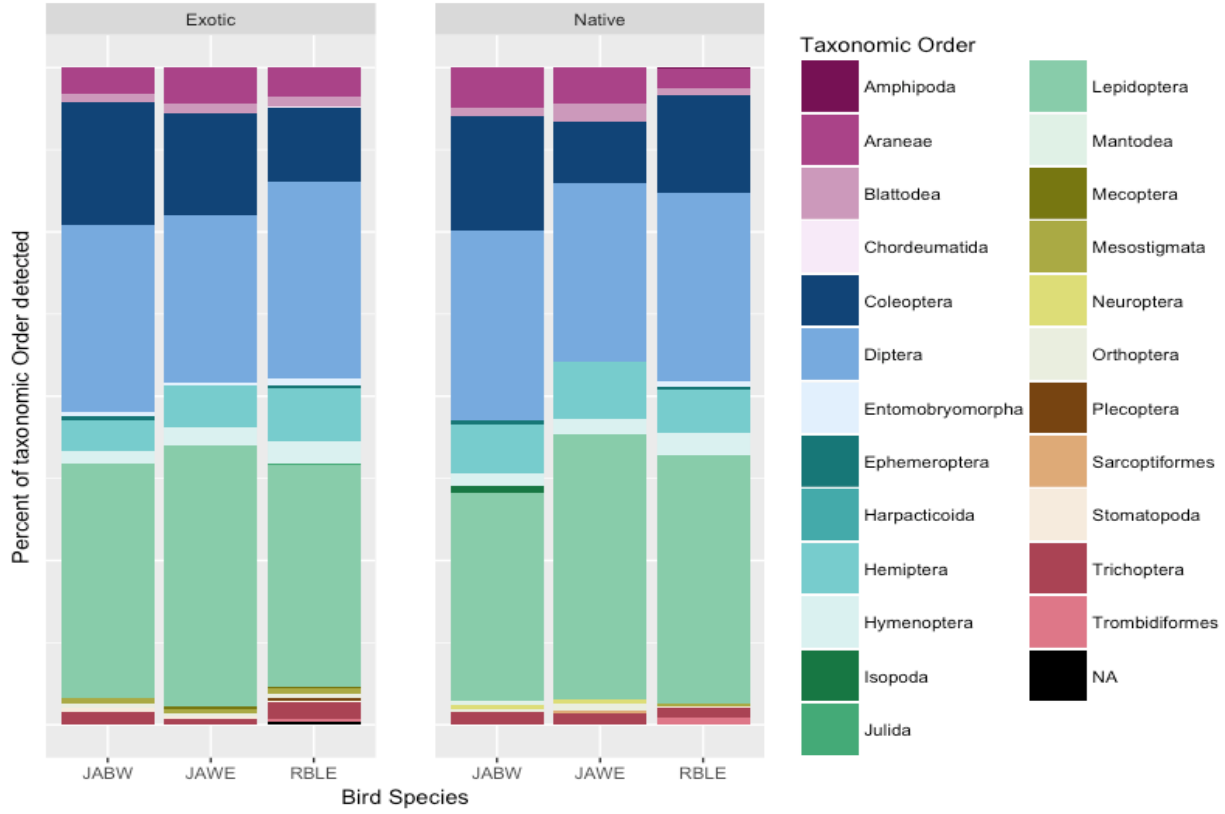 Exotic
Native
Percent of taxonomic Order detected
JABW
JAWE
RBLE
JABW
JAWE
RBLE
Bird Species
Taxonomic Order
Amphipoda
Araneae
Blattodea
Chordeumatida
Coleoptera
Diptera
Entomobryomorpha
Ephemeroptera
Harpacticoida
Hemiptera
Hymenoptera
Isopoda
Julida
Lepidoptera
Mantodea
Mecoptera
Mesostigmata
Neuroptera
Orthoptera
Plecoptera
Sarcoptiformes
Stomatopoda
Trichoptera
Trombidiformes
NA